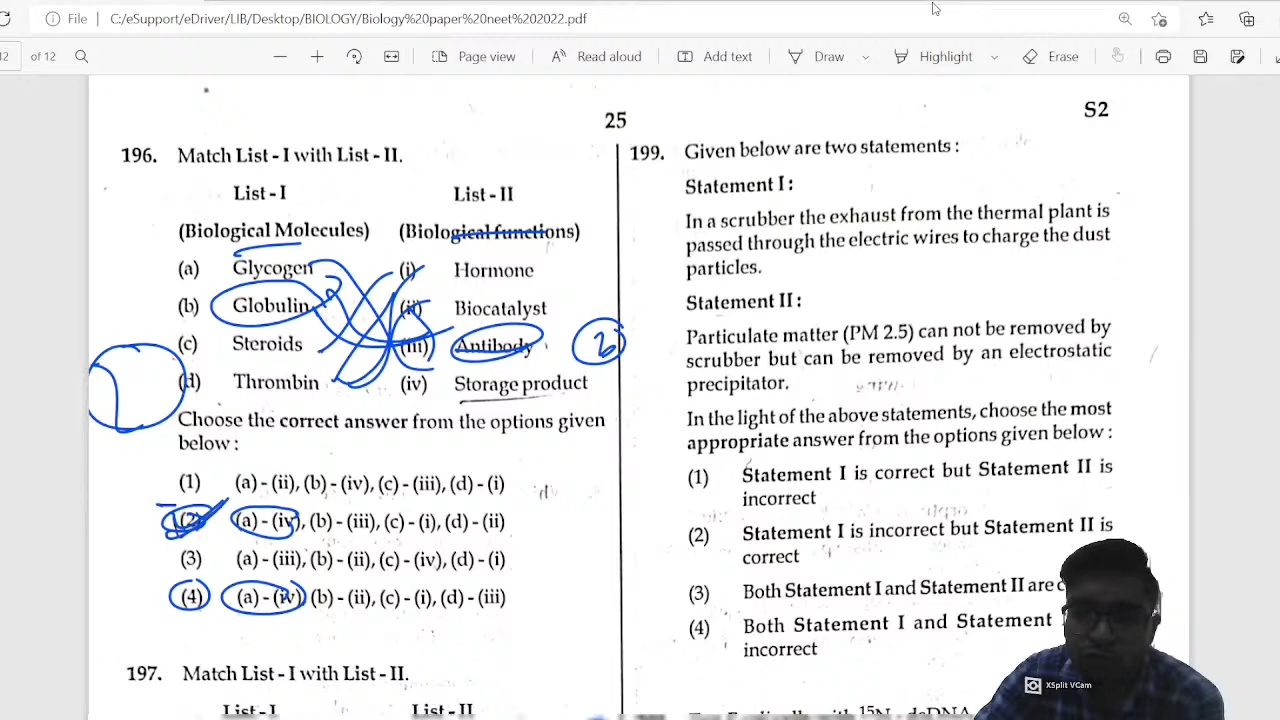 File
C:/eSupport/eDriver/LIB/Desktop/BIOLOGY/Biology%20paper%20neet%202022.pdf
of 12
Page view
Read aloud
Add text
Draw
Highlight
Erase
25
S2
196. Match List - I with List - II.
List - I List - II
(Biological Molecules) (Biological functions)
(a) Glycogen (i) Hormone
(b) Globulin (ii) Biocatalyst
(c) Steroids (iii) Antibody
(d) Thrombin (iv) Storage product
Choose the correct answer from the options given
below :
(1) (a) - (ii), (b) - (iv), (c) - (iii), (d) - (i)
(2) (a) - (iv), (b) - (iii), (c) - (i), (d) - (ii)
(3) (a) - (iii), (b) - (ii), (c) - (iv), (d) - (i)
(4) (a) - (iv), (b) - (ii), (c) - (i), (d) - (iii)
197. Match List - I with List - II.
List - I List - II
199. Given below are two statements :
Statement I :
In a scrubber the exhaust from the thermal plant is
passed through the electric wires to charge the dust
particles.
Statement II :
Particulate matter (PM 2.5) can not be removed by
scrubber but can be removed by an electrostatic
precipitator.
In the light of the above statements, choose the most
appropriate answer from the options given below :
(1) Statement I is correct but Statement II is
incorrect
(2) Statement I is incorrect but Statement II is
correct
(3) Both Statement I and Statement II are
(4) Both Statement I and Statement
incorrect
XSplit VCam